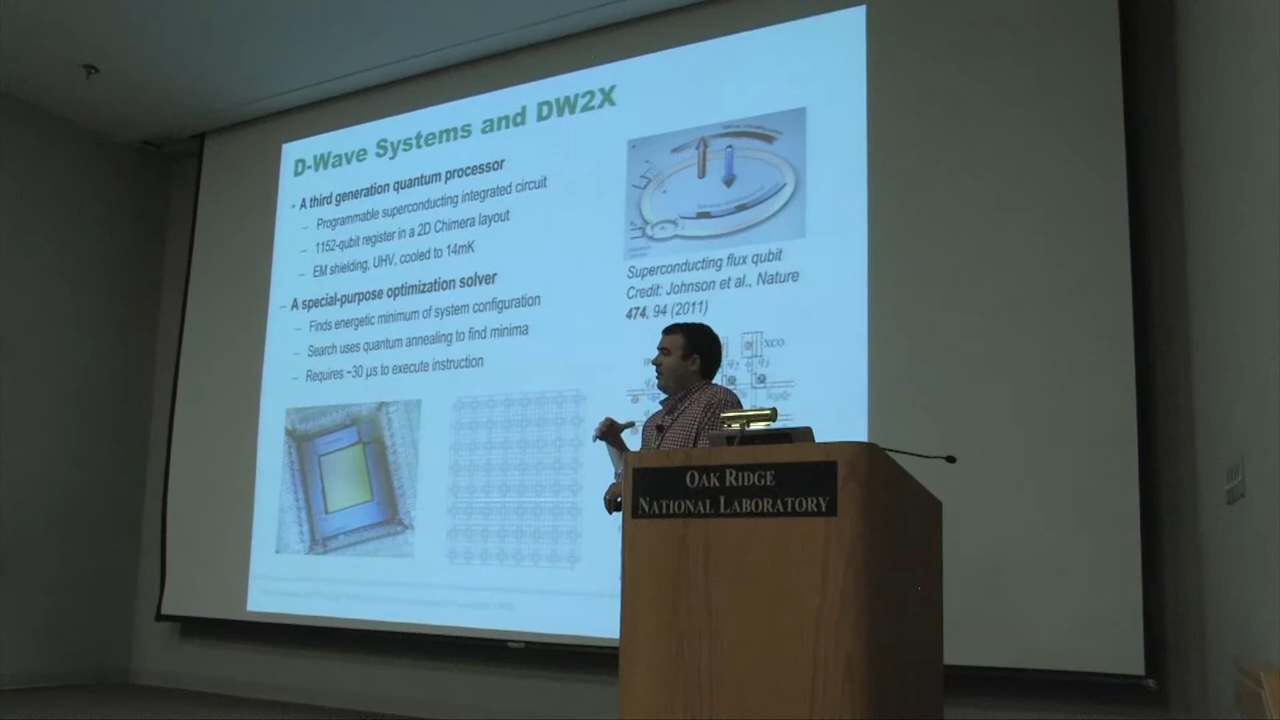 D-Wave Systems and DW2X
• A third generation quantum processor
– Programmable superconducting integrated circuit
– 1152-qubit register in a 2D Chimera layout
– EM shielding, UHV, cooled to 14mK
– A special-purpose optimization solver
– Finds energetic minimum of system configuration
– Search uses quantum annealing to find minima
– Requires ~30 µs to execute instruction
Superconducting flux qubit
Credit: Johnson et al., Nature
474, 94 (2011)
XCO
OAK RIDGE
NATIONAL LABORATORY